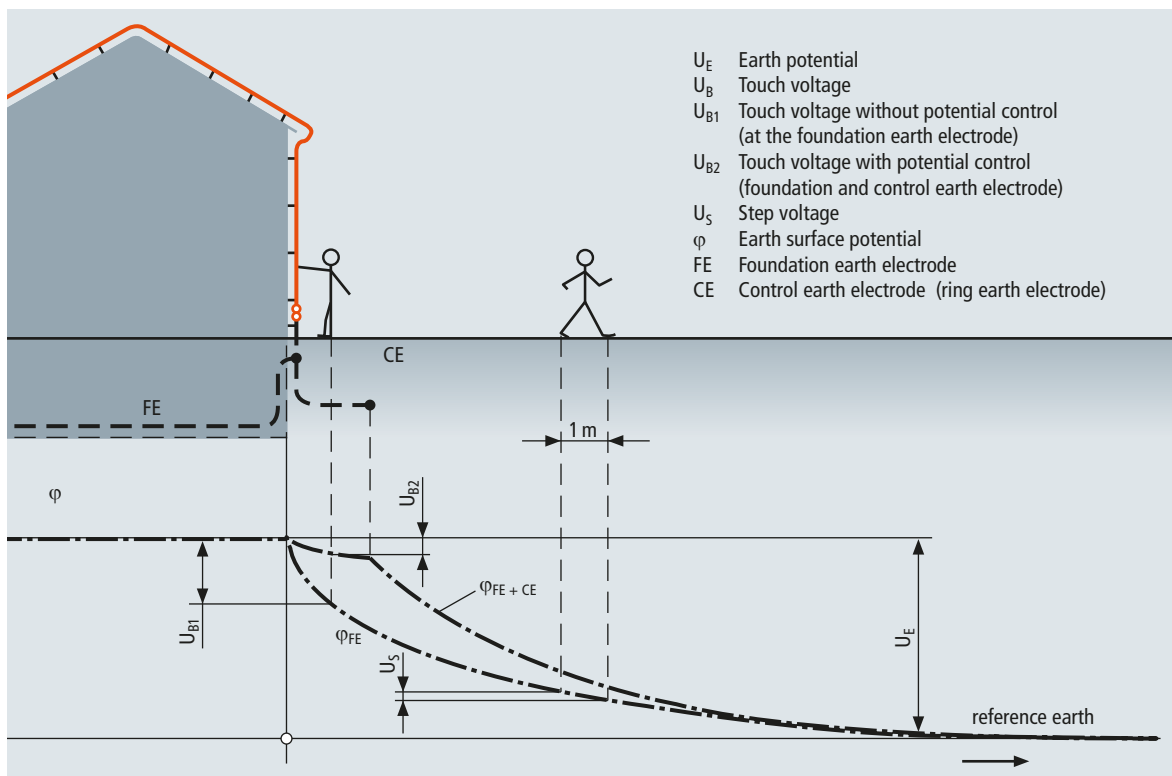 U_E Earth potential
U_B Touch voltage
U_B1 Touch voltage without potential control
(at the foundation earth electrode)
U_B2 Touch voltage with potential control
(foundation and control earth electrode)
U_S Step voltage
φ Earth surface potential
FE Foundation earth electrode
CE Control earth electrode (ring earth electrode)
CE
FE
1 m
φ
U_B2
φ_FE + CE
U_B1
φ_FE
U_S
U_E
reference earth